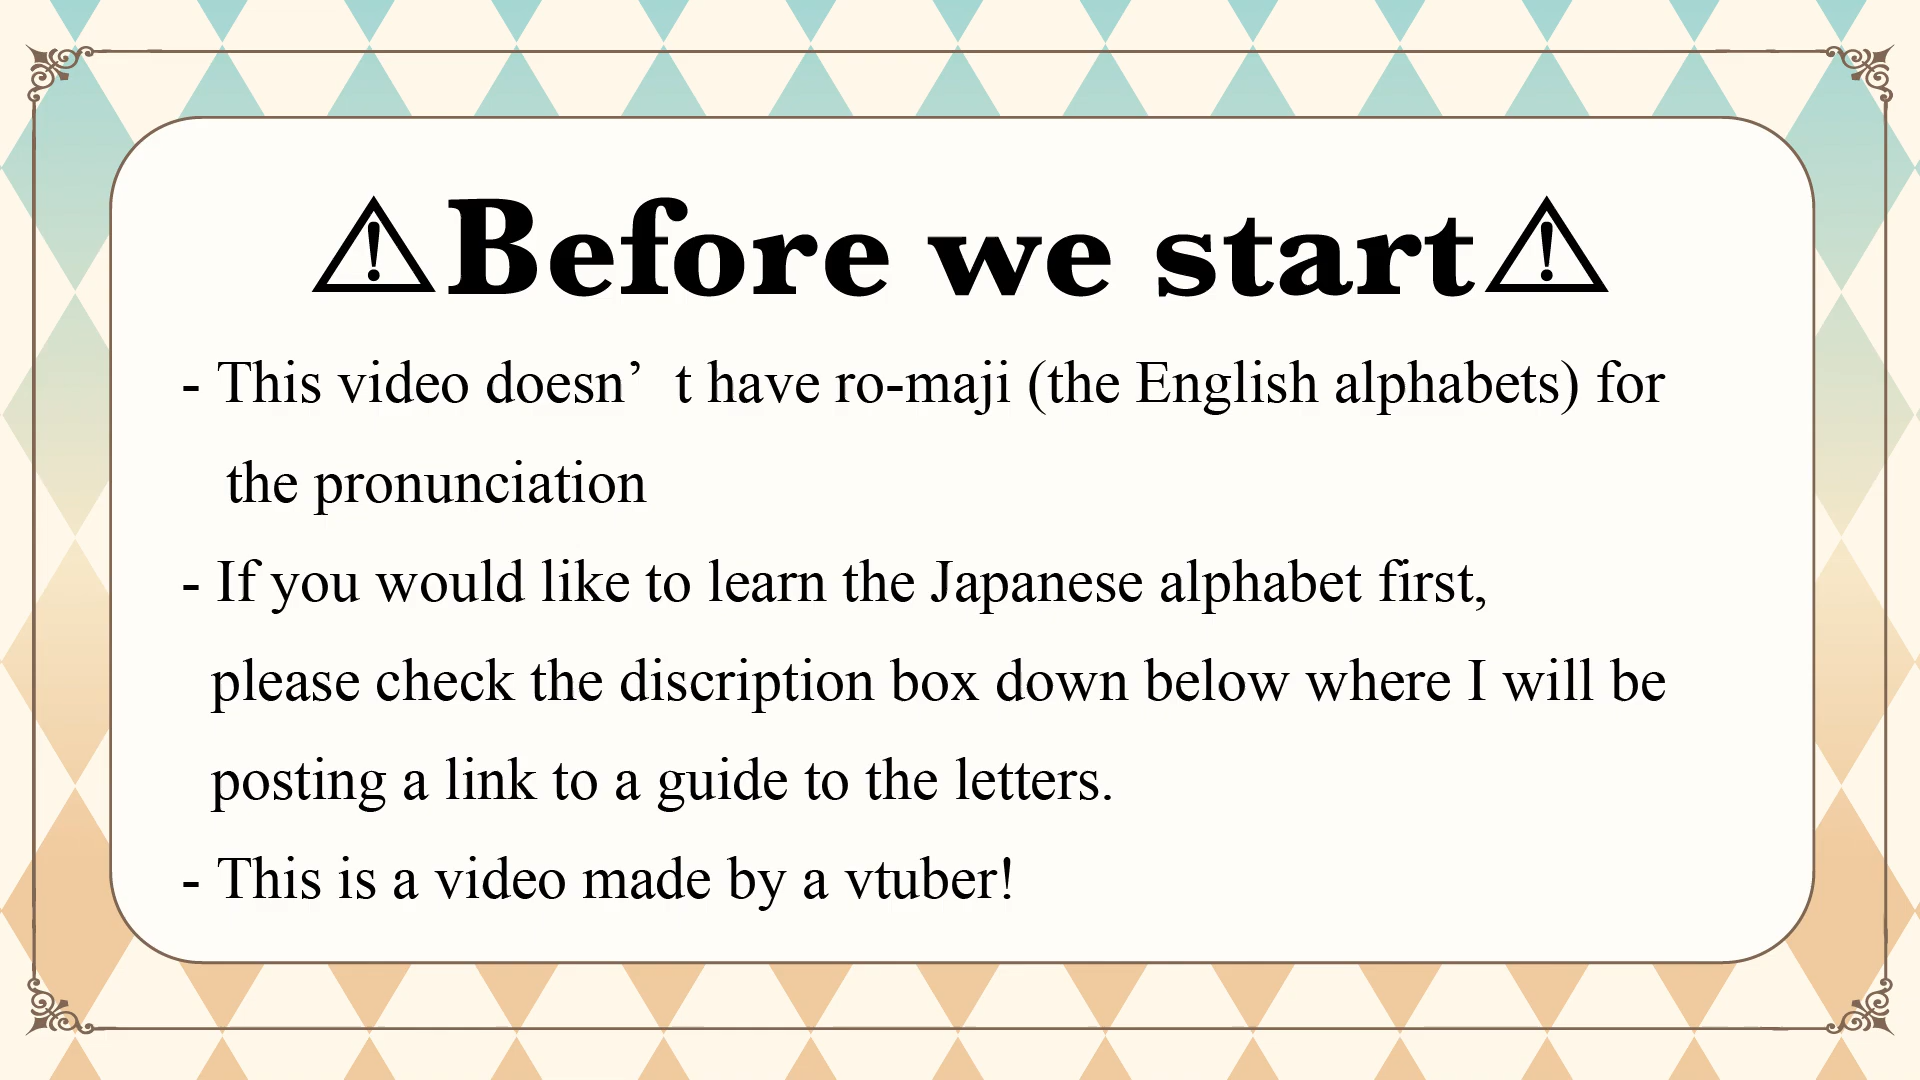 ⚠Before we start⚠
- This video doesn’t have ro-maji (the English alphabets) for
the pronunciation
- If you would like to learn the Japanese alphabet first,
please check the discription box down below where I will be
posting a link to a guide to the letters.
- This is a video made by a vtuber!